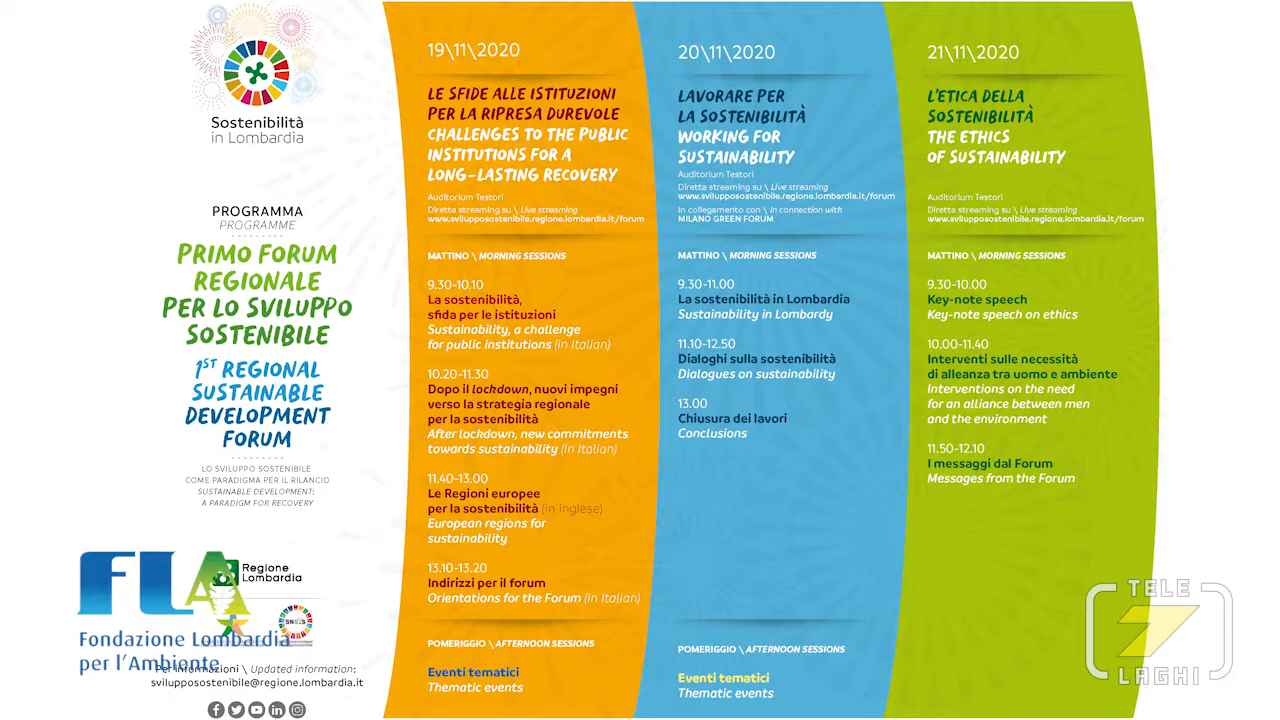 Sostenibilità
in Lombardia
PROGRAMMA
PROGRAMME
PRIMO FORUM
REGIONALE
PER LO SVILUPPO
SOSTENIBILE
1ST REGIONAL
SUSTAINABLE
DEVELOPMENT
FORUM
LO SVILUPPO SOSTENIBILE
COME PARADIGMA PER IL RILANCIO
SUSTAINABLE DEVELOPMENT:
A PARADIGM FOR RECOVERY
FLA
Regione
Lombardia
SNSvS
Fondazione Lombardia
per l'Ambiente
Per informazioni \ Updated information:
svilupposostenibile@regione.lombardia.it
19\11\2020
LE SFIDE ALLE ISTITUZIONI
PER LA RIPRESA DUREVOLE
CHALLENGES TO THE PUBLIC
INSTITUTIONS FOR A
LONG-LASTING RECOVERY
Auditorium Testori
Diretta streaming su \ Live streaming
www.svilupposostenibile.regione.lombardia.it/forum
MATTINO \ MORNING SESSIONS
9.30-10.10
La sostenibilità,
sfida per le istituzioni
Sustainability, a challenge
for public institutions (in Italian)
10.20-11.30
Dopo il lockdown, nuovi impegni
verso la strategia regionale
per la sostenibilità
After lockdown, new commitments
towards sustainability (in Italian)
11.40-13.00
Le Regioni europee
per la sostenibilità (in inglese)
European regions for
sustainability
13.10-13.20
Indirizzi per il forum
Orientations for the Forum (in Italian)
POMERIGGIO \ AFTERNOON SESSIONS
Eventi tematici
Thematic events
20\11\2020
LAVORARE PER
LA SOSTENIBILITÀ
WORKING FOR
SUSTAINABILITY
Auditorium Testori
Diretta streaming su \ Live streaming
www.svilupposostenibile.regione.lombardia.it/forum
In collegamento con \ In connection with
MILANO GREEN FORUM
MATTINO \ MORNING SESSIONS
9.30-11.00
La sostenibilità in Lombardia
Sustainability in Lombardy
11.10-12.50
Dialoghi sulla sostenibilità
Dialogues on sustainability
13.00
Chiusura dei lavori
Conclusions
POMERIGGIO \ AFTERNOON SESSIONS
Eventi tematici
Thematic events
21\11\2020
L'ETICA DELLA
SOSTENIBILITÀ
THE ETHICS
OF SUSTAINABILITY
Auditorium Testori
Diretta streaming su \ Live streaming
www.svilupposostenibile.regione.lombardia.it/forum
MATTINO \ MORNING SESSIONS
9.30-10.00
Key-note speech
Key-note speech on ethics
10.00-11.40
Interventi sulle necessità
di alleanza tra uomo e ambiente
Interventions on the need
for an alliance between men
and the environment
11.50-12.10
I messaggi dal Forum
Messages from the Forum
TELE
7
LAGHI